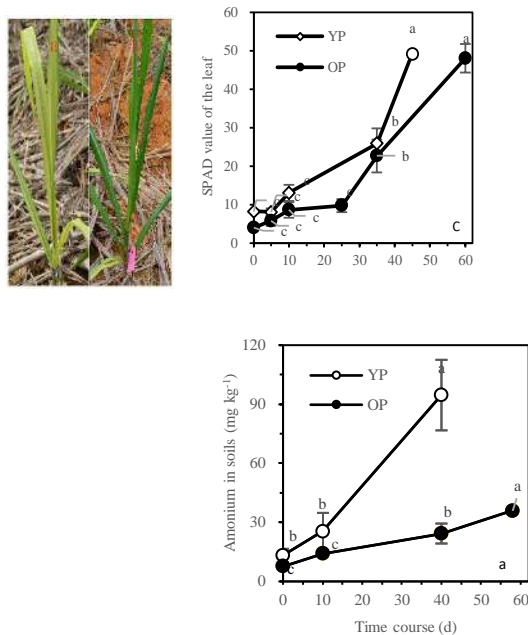 60
50
40
30
20
10
0
SPAD value of the leaf
YP
OP
a
a
b
b
c
c
c
c
c
c
C
0 10 20 30 40 50 60
120
90
60
30
0
Amonium in soils (mg kg-1)
YP
OP
a
a
b
b
b
c
c
a
0 10 20 30 40 50 60
Time course (d)